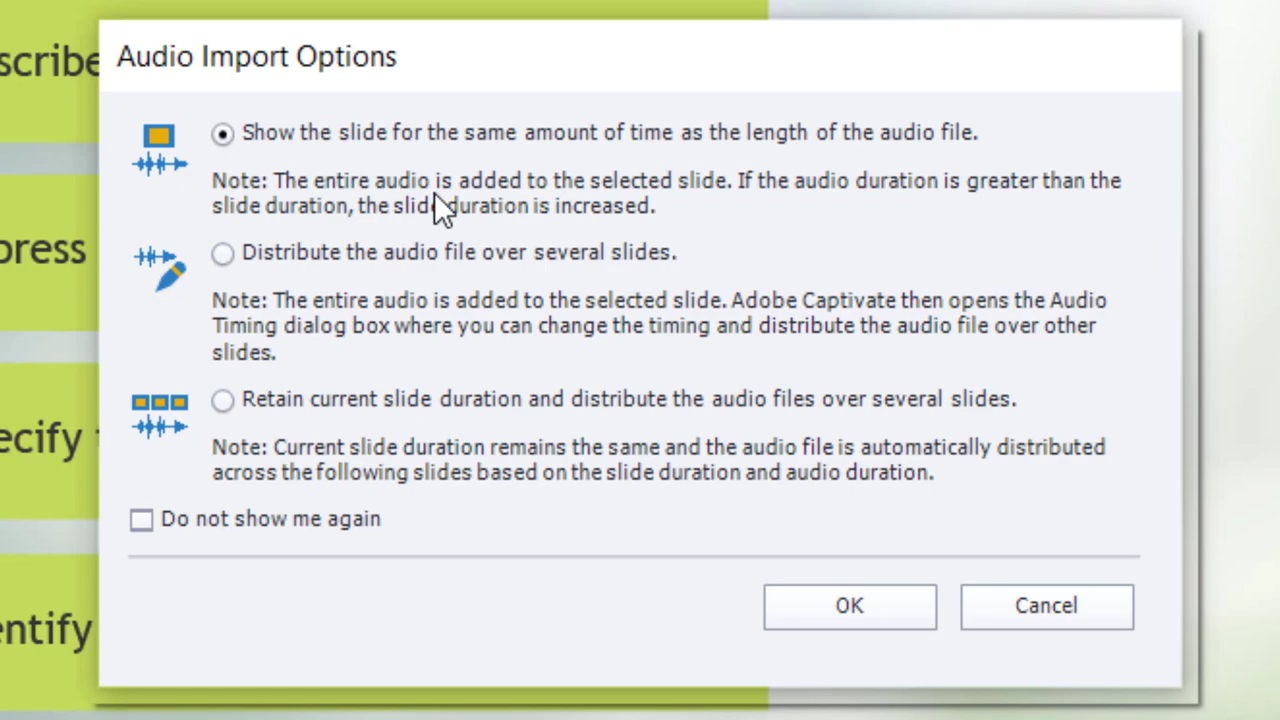 Audio Import Options
Show the slide for the same amount of time as the length of the audio file.
Note: The entire audio is added to the selected slide. If the audio duration is greater than the
slide duration, the slide duration is increased.
Distribute the audio file over several slides.
Note: The entire audio is added to the selected slide. Adobe Captivate then opens the Audio
Timing dialog box where you can change the timing and distribute the audio file over other
slides.
Retain current slide duration and distribute the audio files over several slides.
Note: Current slide duration remains the same and the audio file is automatically distributed
across the following slides based on the slide duration and audio duration.
Do not show me again
OK Cancel